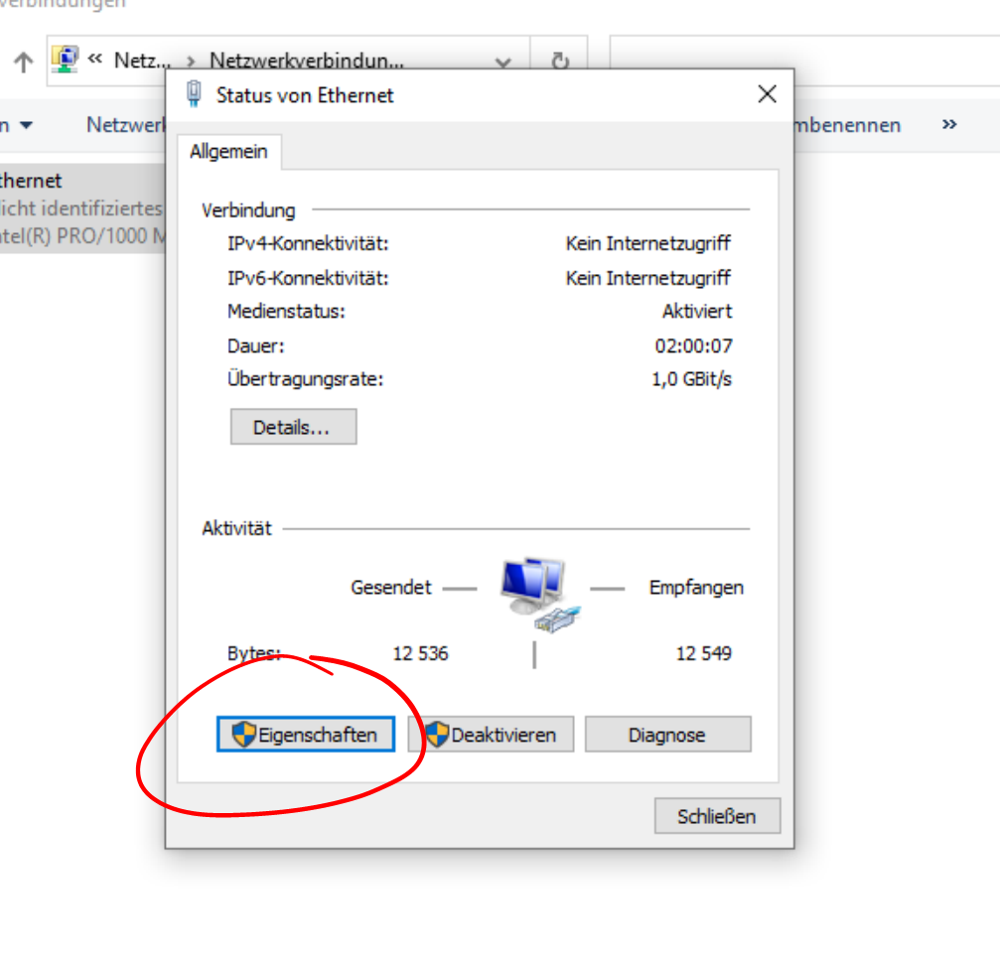 verbindungen
« Netz... › Netzwerkverbindun...
Status von Ethernet
Allgemein
Verbindung
IPv4-Konnektivität: Kein Internetzugriff
IPv6-Konnektivität: Kein Internetzugriff
Medienstatus: Aktiviert
Dauer: 02:00:07
Übertragungsrate: 1,0 GBit/s
Details...
Aktivität
Gesendet Empfangen
Bytes: 12 536 12 549
Eigenschaften Deaktivieren Diagnose
Schließen
n Netzwerk mbenennen »
thernet
icht identifiziertes
tel(R) PRO/1000 M